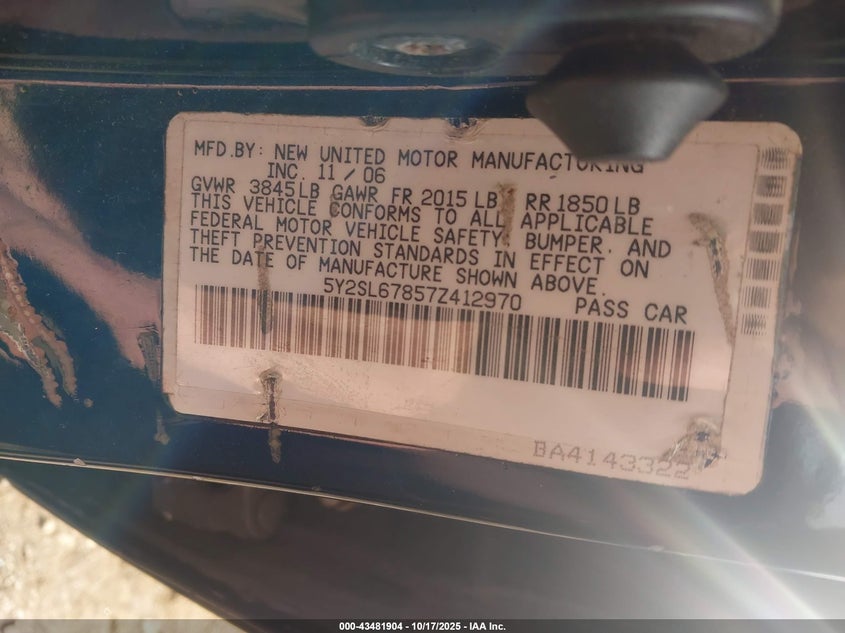 MFD.BY: NEW UNITED MOTOR MANUFACTURING
INC. 11 / 06
GVWR 3845LB GAWR FR 2015 LB RR 1850 LB
THIS VEHICLE CONFORMS TO ALL APPLICABLE
FEDERAL MOTOR VEHICLE SAFETY, BUMPER, AND
THEFT PREVENTION STANDARDS IN EFFECT ON
THE DATE OF MANUFACTURE SHOWN ABOVE.
5Y2SL67857Z412970 PASS CAR
BA4143322
000-43481904 | 10/17/2025 - IAA Inc.